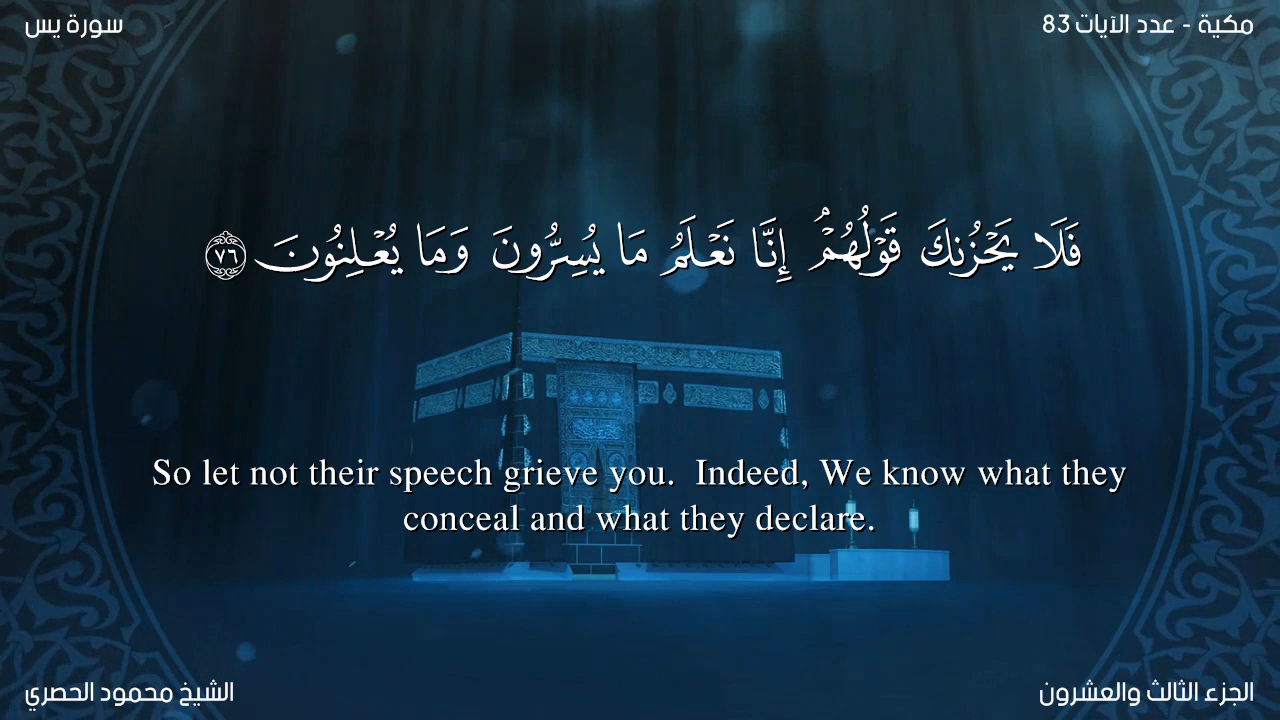 سورة يس
مكية - عدد الآيات 83
فَلَا يَحْزُنكَ قَوْلُهُمْ ۘ إِنَّا نَعْلَمُ مَا يُسِرُّونَ وَمَا يُعْلِنُونَ ٧٦
So let not their speech grieve you.  Indeed, We know what they
conceal and what they declare.
الشيخ محمود الحصري
الجزء الثالث والعشرون